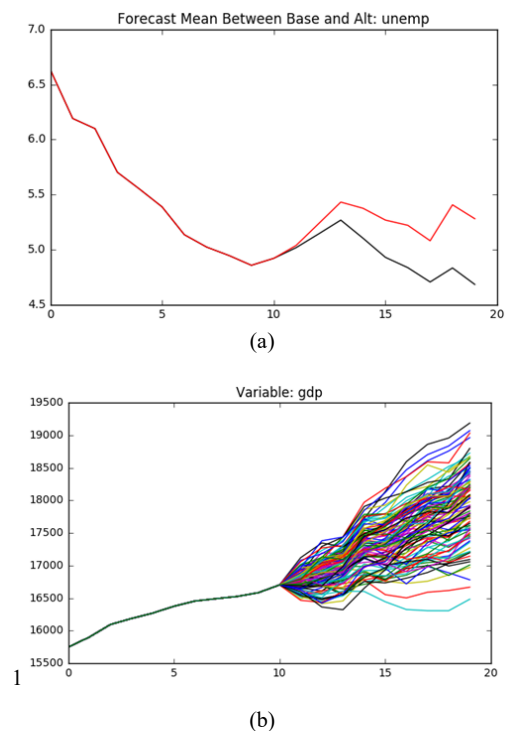 Forecast Mean Between Base and Alt: unemp
7.0
6.5
6.0
5.5
5.0
4.5
0 5 10 15 20
(a)
Variable: gdp
19500
19000
18500
18000
17500
17000
16500
16000
15500
0 5 10 15 20
1
(b)